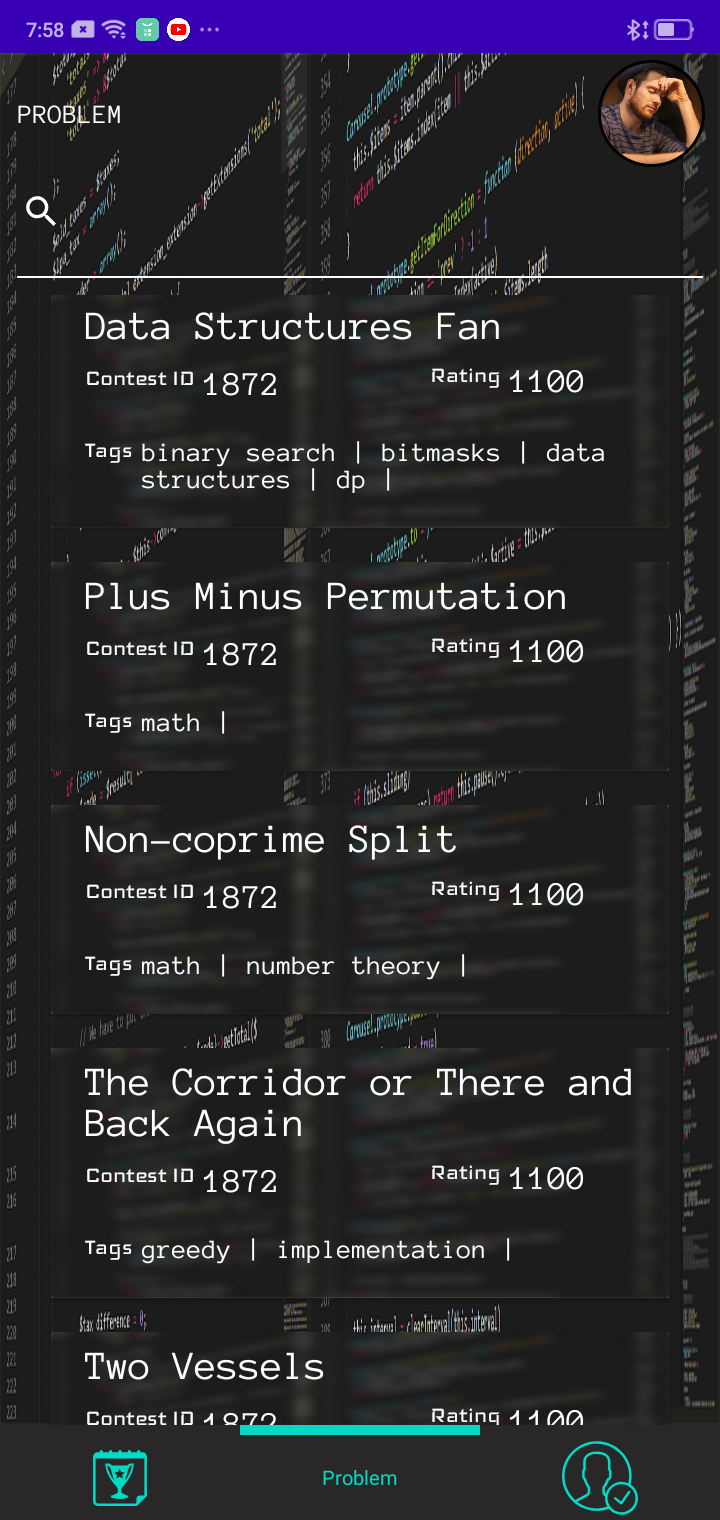 7:58
PROBLEM
Data Structures Fan
Contest ID 1872 Rating 1100
Tags binary search | bitmasks | data
structures | dp |
Plus Minus Permutation
Contest ID 1872 Rating 1100
Tags math |
Non-coprime Split
Contest ID 1872 Rating 1100
Tags math | number theory |
The Corridor or There and
Back Again
Contest ID 1872 Rating 1100
Tags greedy | implementation |
Two Vessels
Contest ID 1872 Rating 1100
Problem